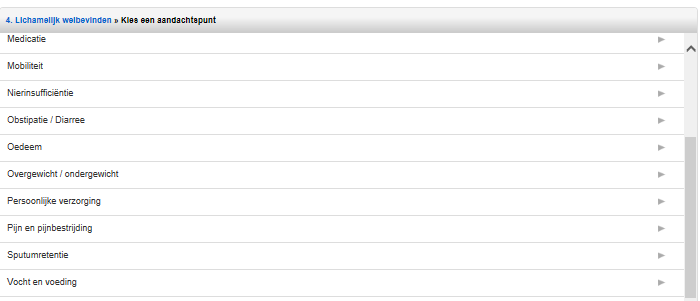 4. Lichamelijk welbevinden » Kies een aandachtspunt
Medicatie
Mobiliteit
Nierinsufficiëntie
Obstipatie / Diarree
Oedeem
Overgewicht / ondergewicht
Persoonlijke verzorging
Pijn en pijnbestrijding
Sputumretentie
Vocht en voeding